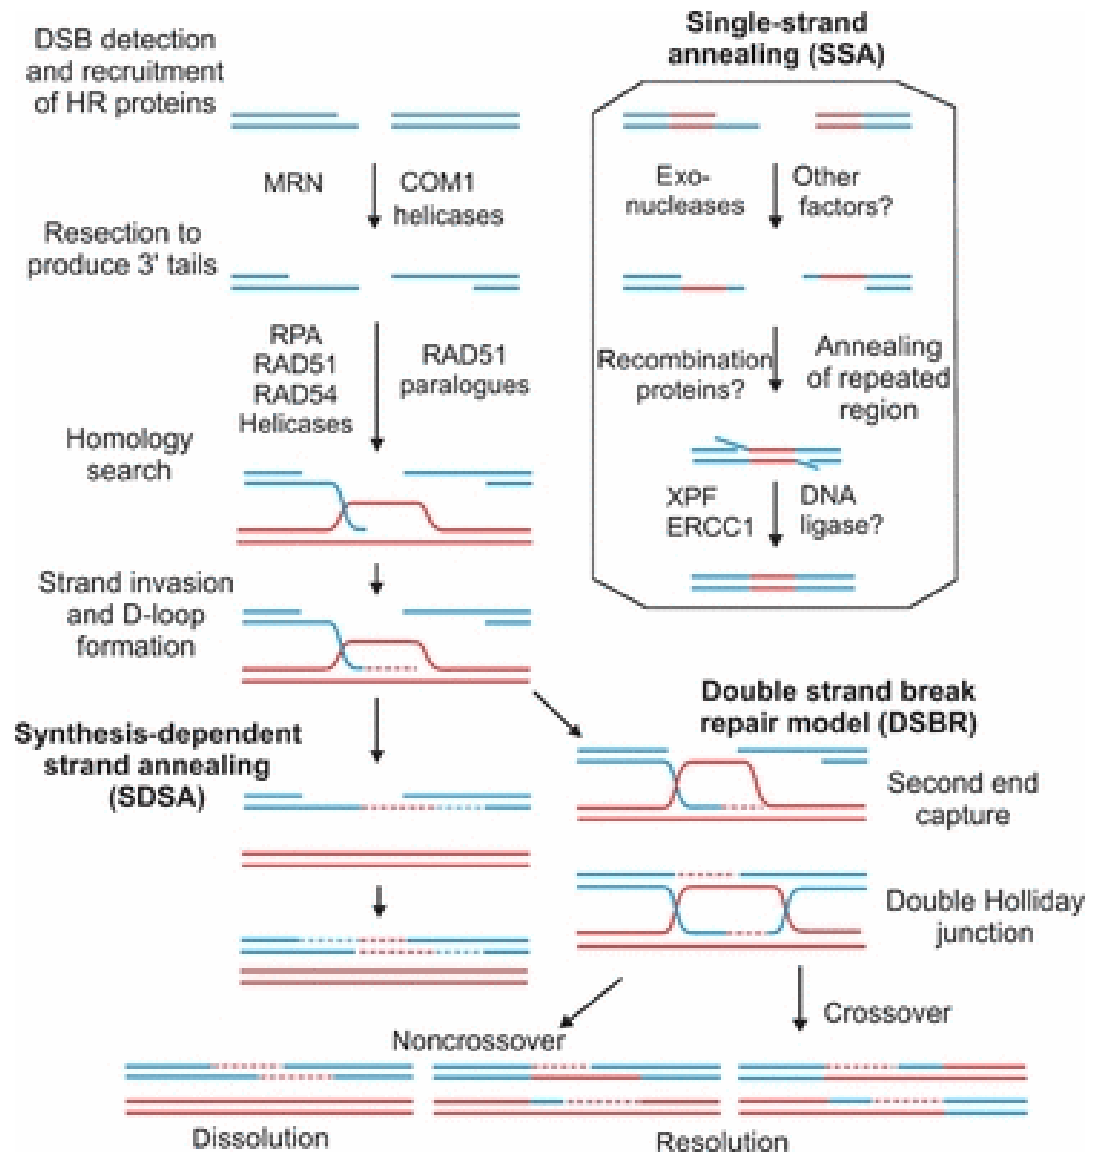 DSB detection
and recruitment
of HR proteins
MRN
COM1
helicases
Resection to
produce 3' tails
RPA
RAD51
RAD54
Helicases
RAD51
paralogues
Homology
search
Strand invasion
and D-loop
formation
Synthesis-dependent
strand annealing
(SDSA)
Single-strand
annealing (SSA)
Exo-
nucleases
Other
factors?
Recombination
proteins?
Annealing
of repeated
region
XPF
ERCC1
DNA
ligase?
Double strand break
repair model (DSBR)
Second end
capture
Double Holliday
junction
Noncrossover
Crossover
Dissolution
Resolution